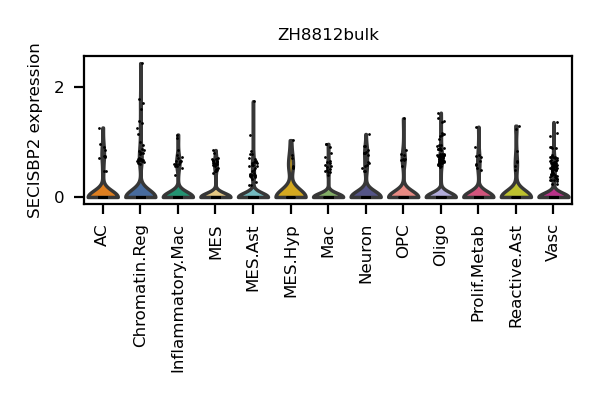 ZH8812bulk
SECISBP2 expression
2
0
AC
Chromatin.Reg
Inflammatory.Mac
MES
MES.Ast
MES.Hyp
Mac
Neuron
OPC
Oligo
Prolif.Metab
Reactive.Ast
Vasc